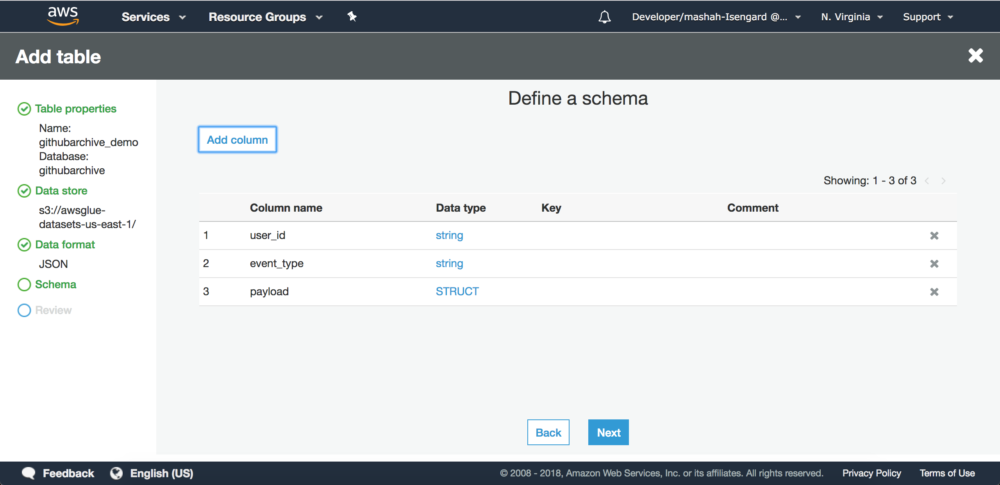 aws Services Resource Groups Developer/mashah-Isengard @... N. Virginia Support
Add table
Table properties
Name:
githubarchive_demo
Database:
githubarchive
Data store
s3://awsglue-
datasets-us-east-1/
Data format
JSON
Schema
Review
Define a schema
Add column
Showing: 1 - 3 of 3
Column name Data type Key Comment
1 user_id string
2 event_type string
3 payload STRUCT
Back Next
Feedback English (US) © 2008 - 2018, Amazon Web Services, Inc. or its affiliates. All rights reserved. Privacy Policy Terms of Use